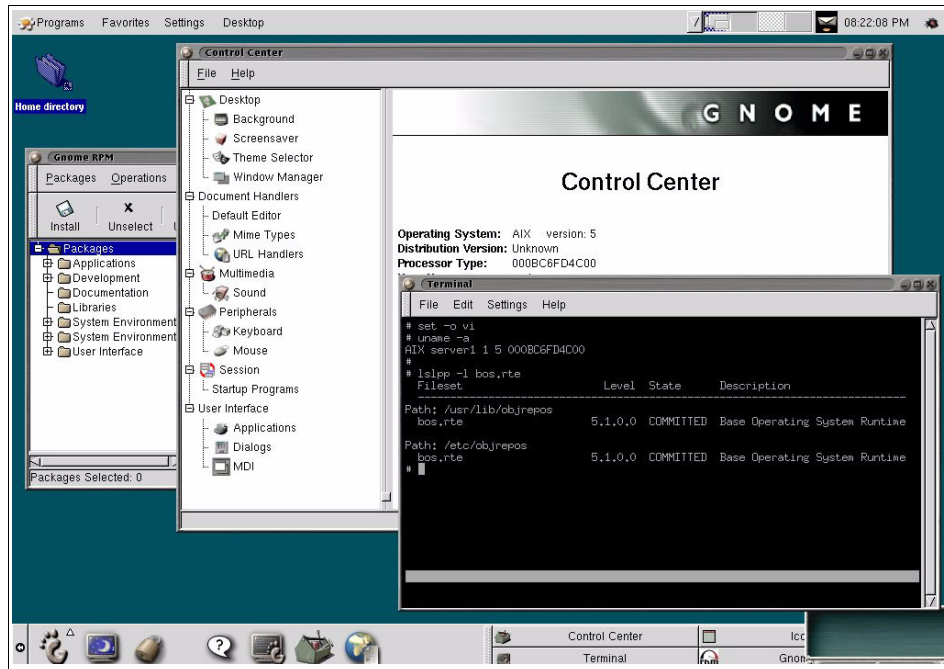 Programs Favorites Settings Desktop
08:22:08 PM
Home directory
Control Center
File Help
Desktop
Background
Screensaver
Theme Selector
Window Manager
Document Handlers
Default Editor
Mime Types
URL Handlers
Multimedia
Sound
Peripherals
Keyboard
Mouse
Session
Startup Programs
User Interface
Applications
Dialogs
MDI
GNOME
Control Center
Operating System: AIX version: 5
Distribution Version: Unknown
Processor Type: 000BC6FD4C00
Gnome RPM
Packages Operations
Install Unselect
Packages
Applications
Development
Documentation
Libraries
System Environment
System Environment
User Interface
Packages Selected: 0
Terminal
File Edit Settings Help
# set -o vi
# uname -a
AIX server1 1 5 000BC6FD4C00
#
# lslpp -l bos.rte
Fileset Level State Description
Path: /usr/lib/objrepos
bos.rte 5.1.0.0 COMMITTED Base Operating System Runtime
Path: /etc/objrepos
bos.rte 5.1.0.0 COMMITTED Base Operating System Runtime
#
Control Center
Terminal